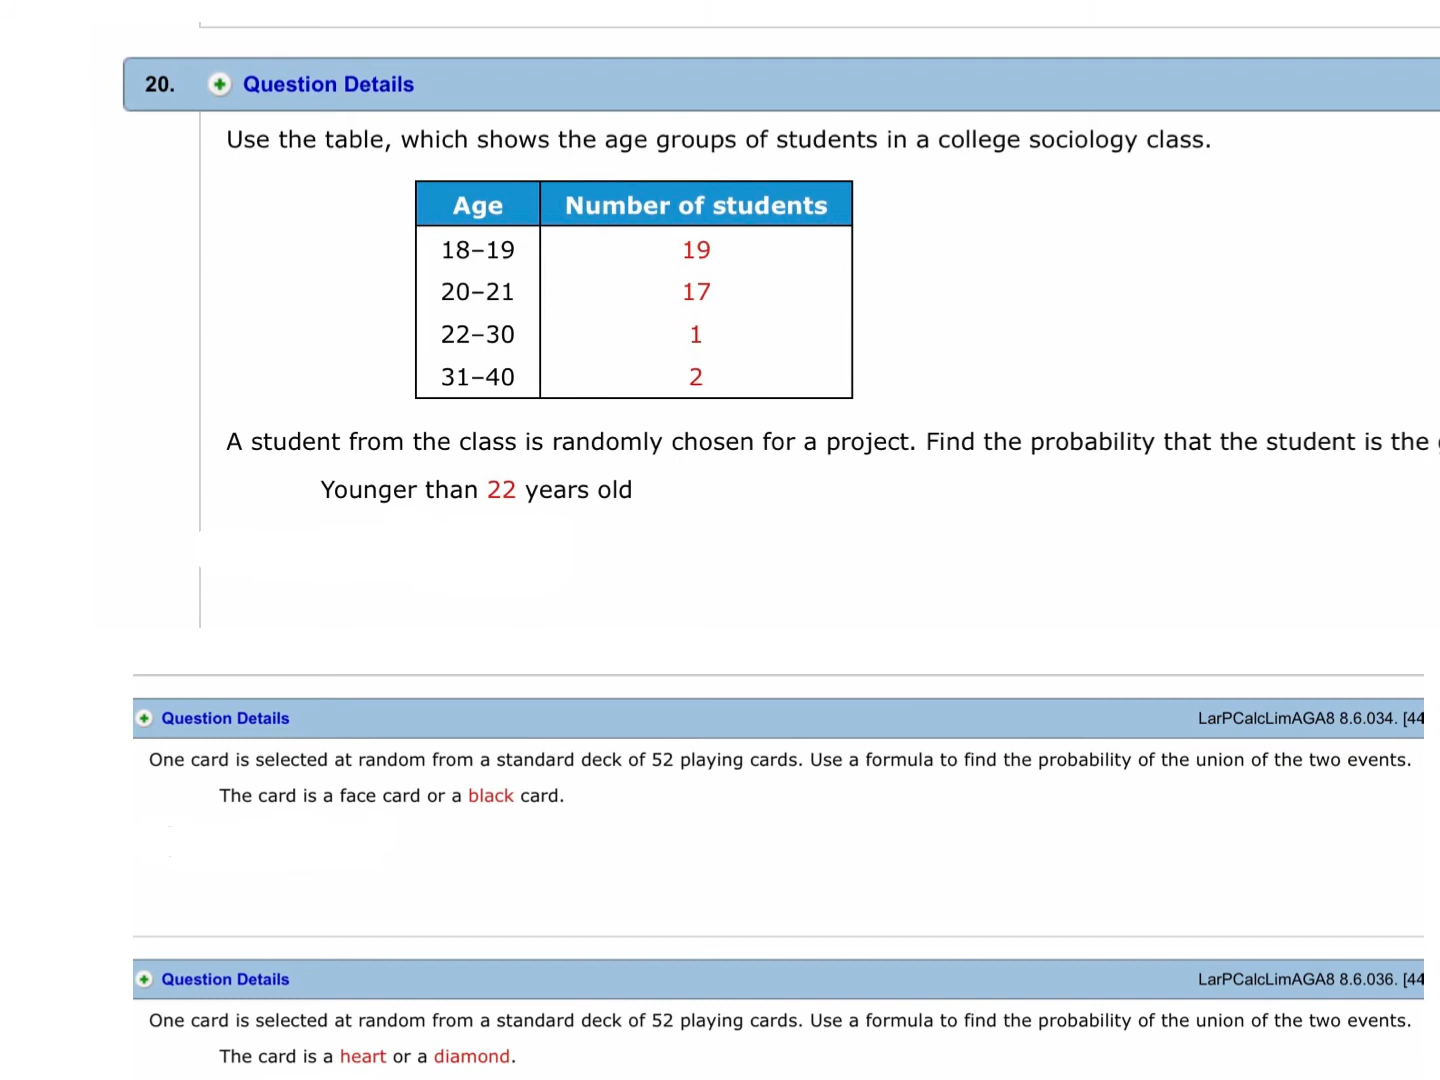 20. Question Details
Use the table, which shows the age groups of students in a college sociology class.
Age Number of students
18–19 19
20–21 17
22–30 1
31–40 2
A student from the class is randomly chosen for a project. Find the probability that the student is the
Younger than 22 years old
Question Details LarPCalcLimAGA8 8.6.034. [44
One card is selected at random from a standard deck of 52 playing cards. Use a formula to find the probability of the union of the two events.
The card is a face card or a black card.
Question Details LarPCalcLimAGA8 8.6.036. [44
One card is selected at random from a standard deck of 52 playing cards. Use a formula to find the probability of the union of the two events.
The card is a heart or a diamond.